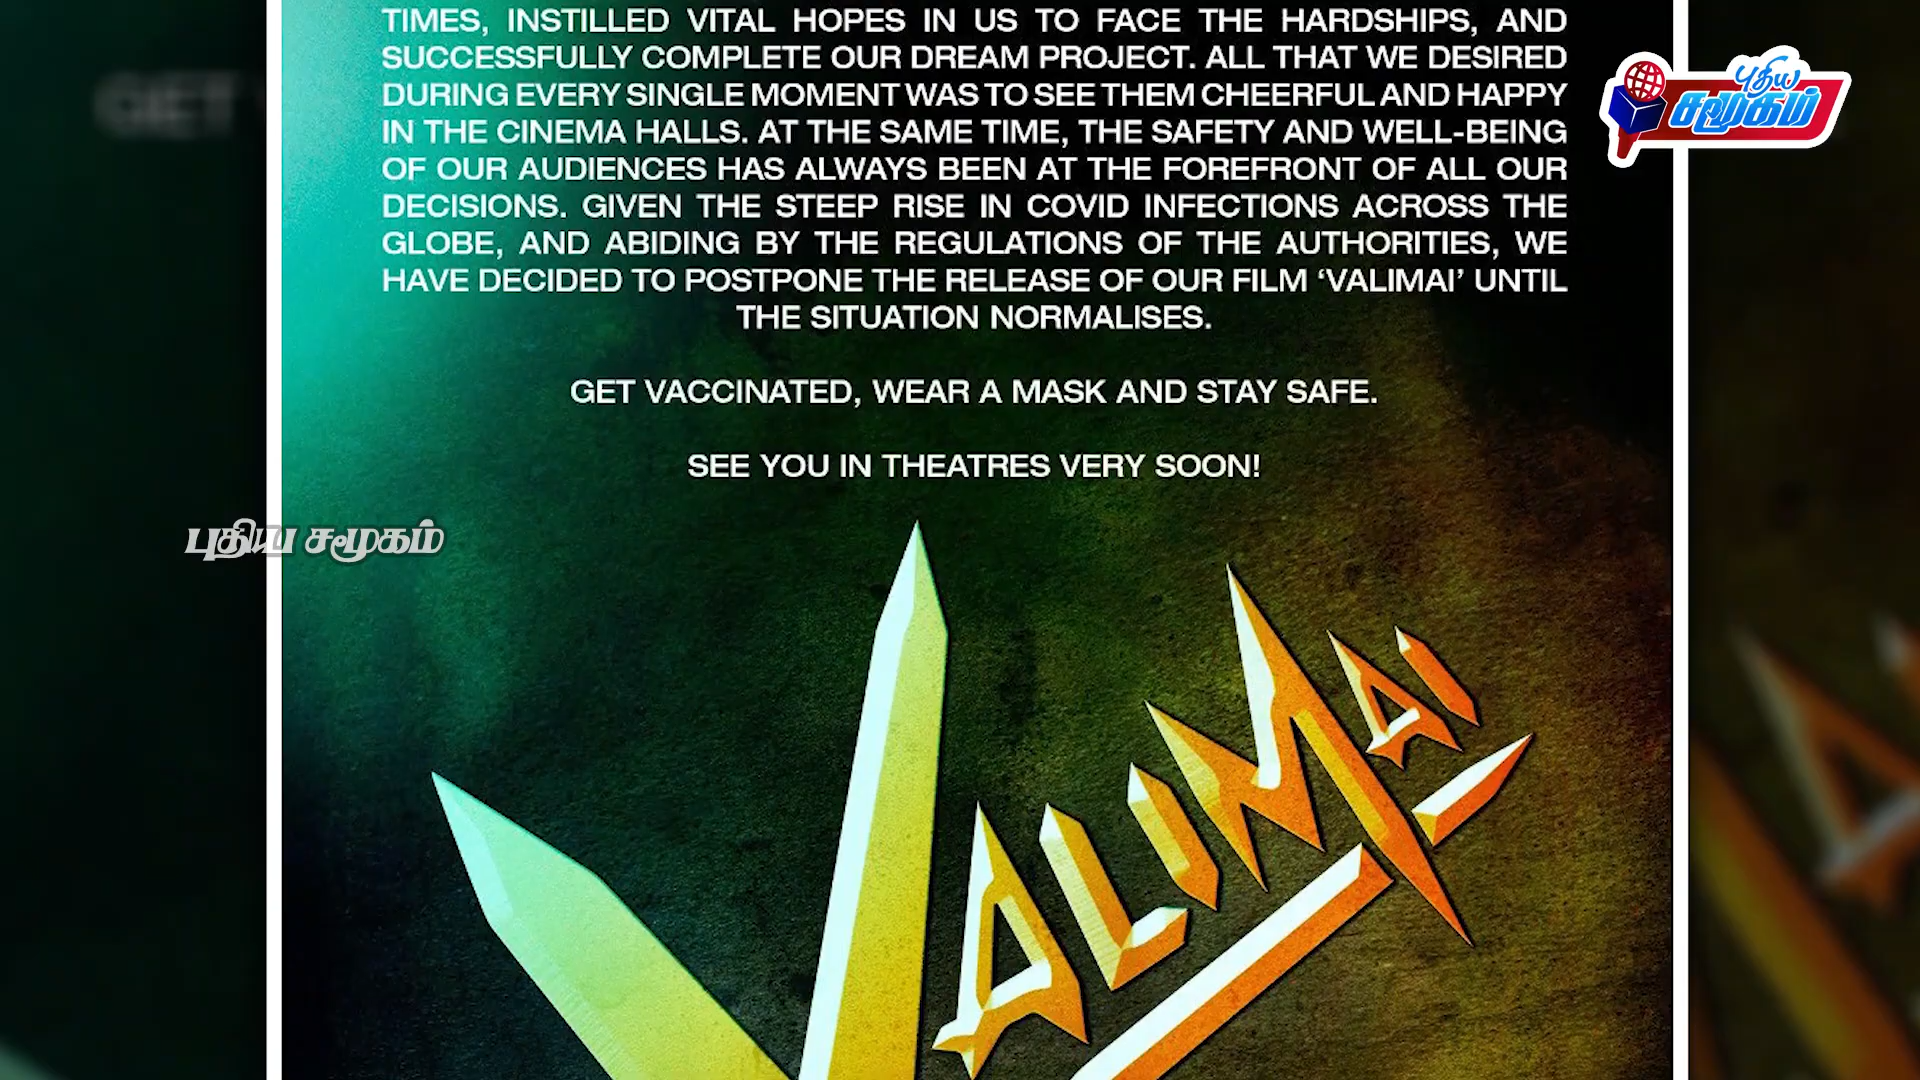 TIMES, INSTILLED VITAL HOPES IN US TO FACE THE HARDSHIPS, AND
SUCCESSFULLY COMPLETE OUR DREAM PROJECT. ALL THAT WE DESIRED
DURING EVERY SINGLE MOMENT WAS TO SEE THEM CHEERFUL AND HAPPY
IN THE CINEMA HALLS. AT THE SAME TIME, THE SAFETY AND WELL-BEING
OF OUR AUDIENCES HAS ALWAYS BEEN AT THE FOREFRONT OF ALL OUR
DECISIONS. GIVEN THE STEEP RISE IN COVID INFECTIONS ACROSS THE
GLOBE, AND ABIDING BY THE REGULATIONS OF THE AUTHORITIES, WE
HAVE DECIDED TO POSTPONE THE RELEASE OF OUR FILM ‘VALIMAI’ UNTIL
THE SITUATION NORMALISES.
GET VACCINATED, WEAR A MASK AND STAY SAFE.
SEE YOU IN THEATRES VERY SOON!
VALIMAI
புதிய
சமூகம்
புதிய சமூகம்
GET